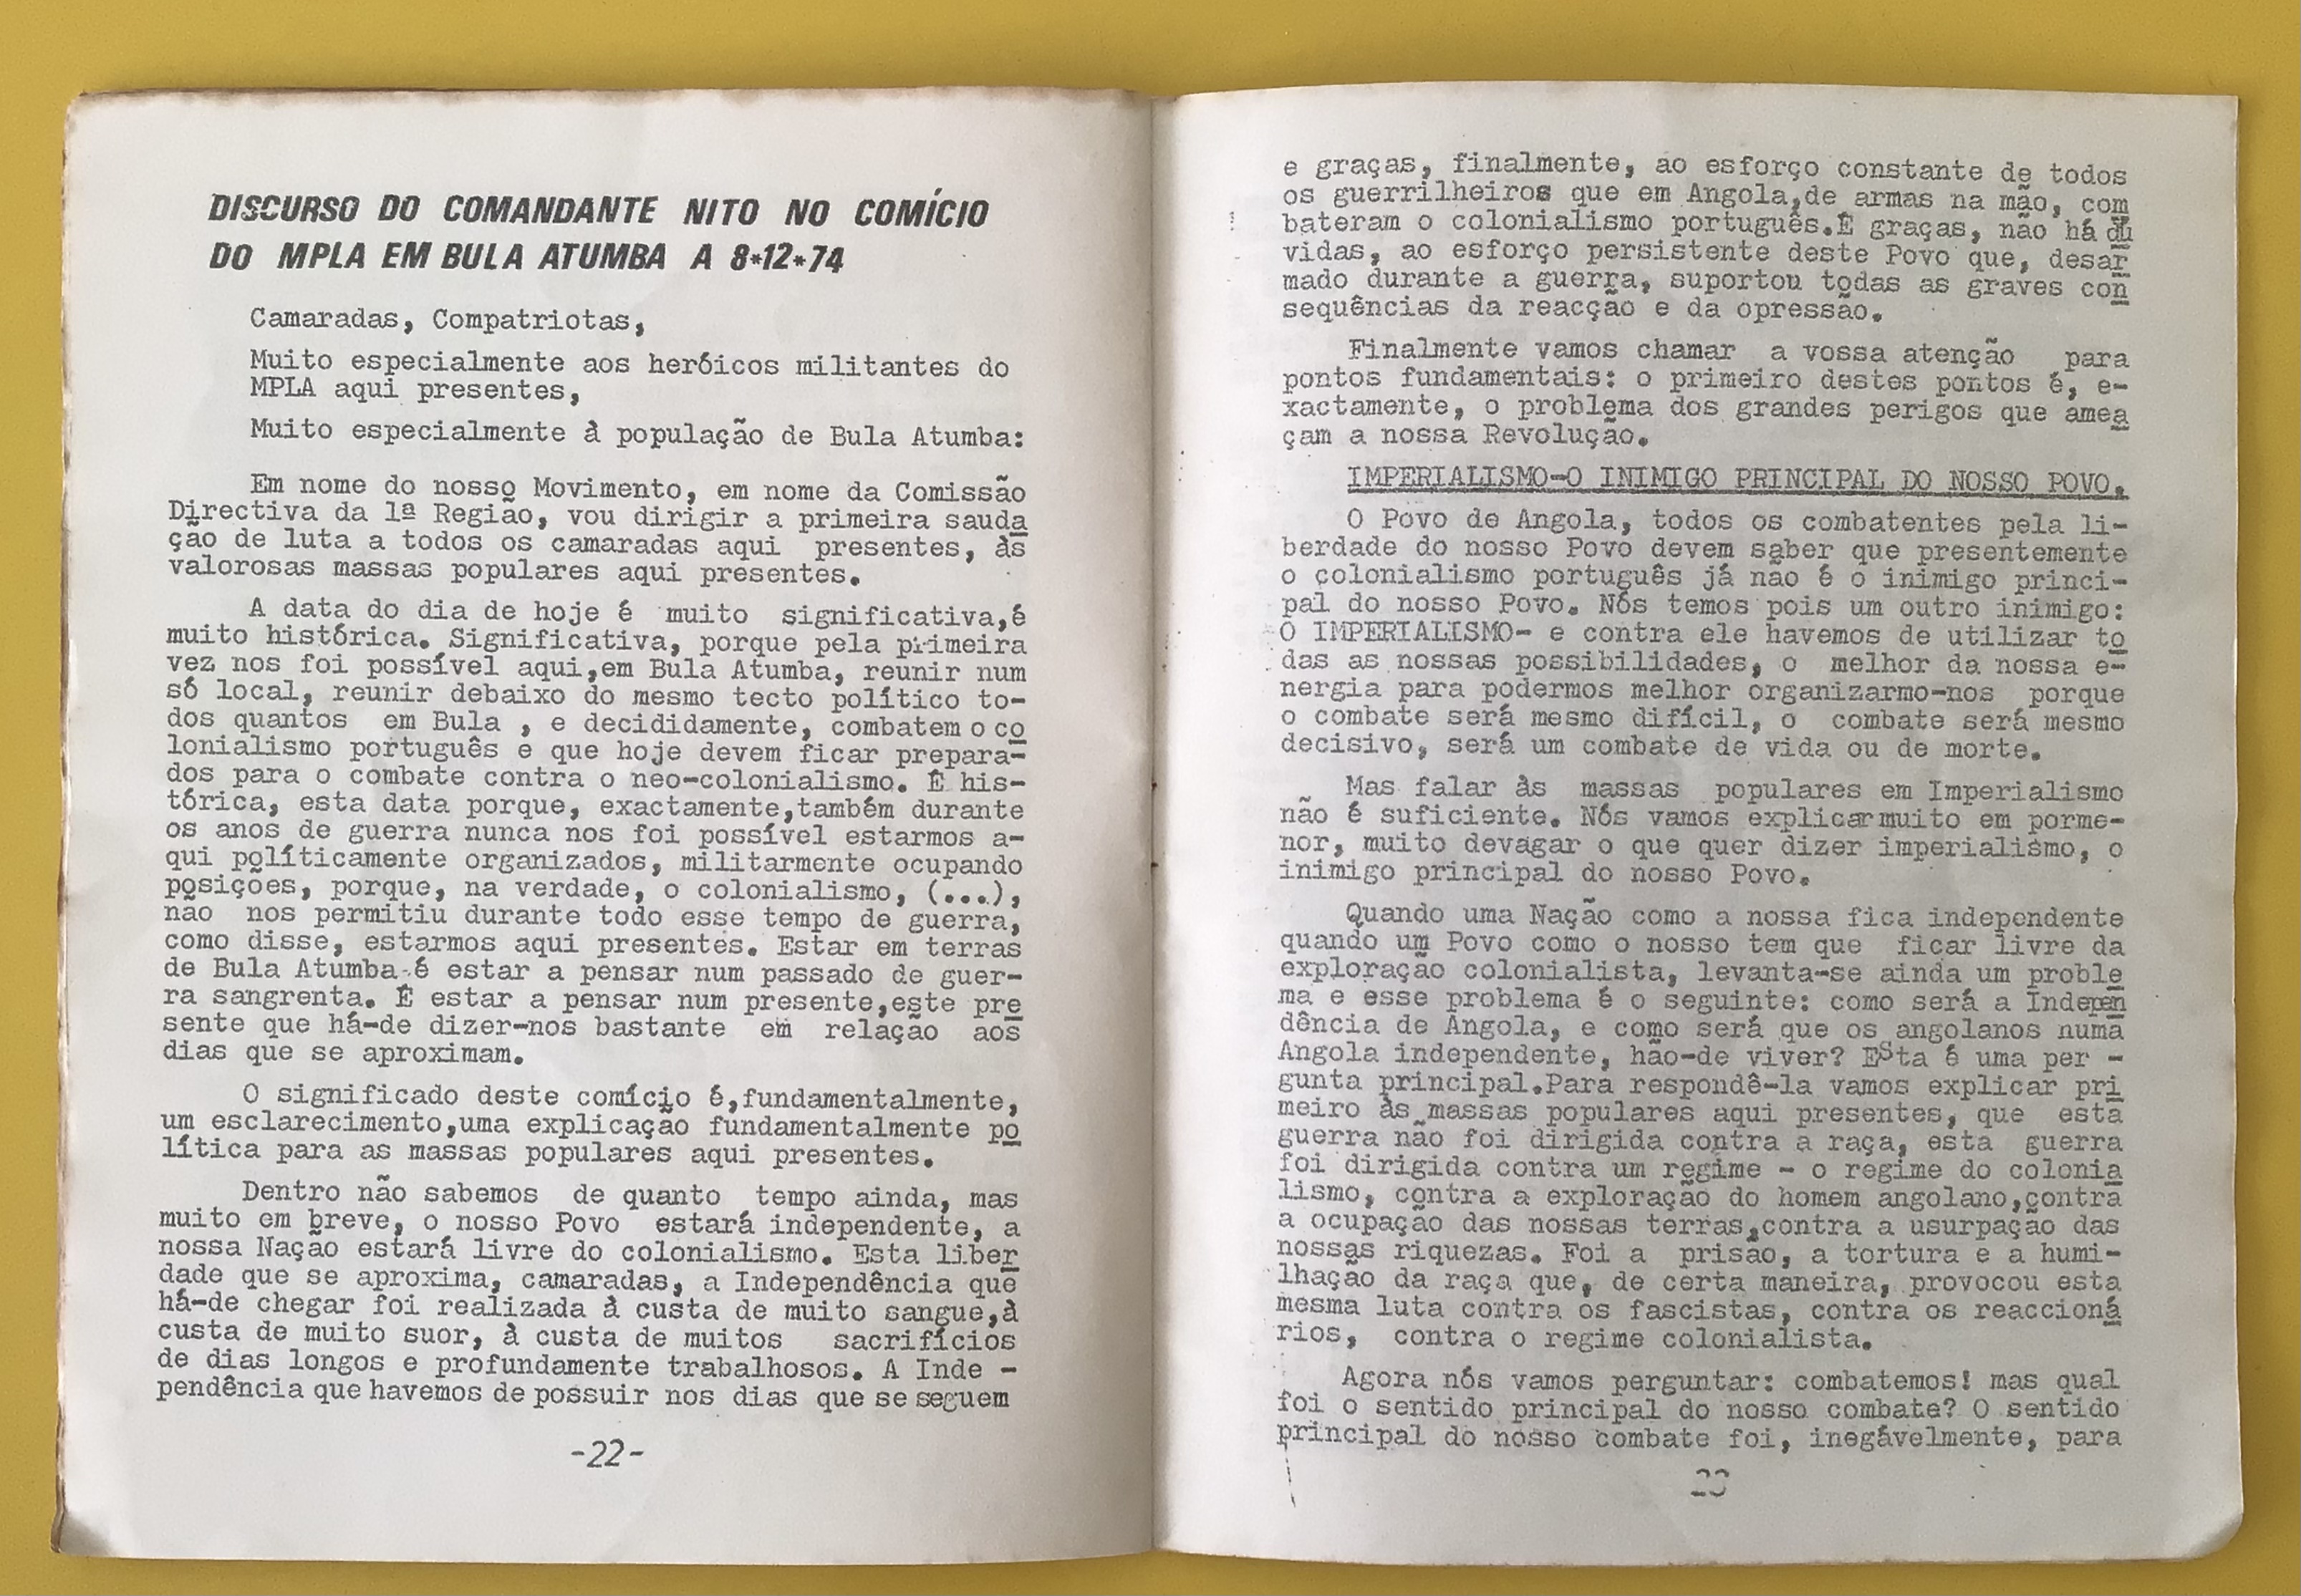 DISCURSO DO COMANDANTE NITO NO COMÍCIO
DO MPLA EM BULA ATUMBA A 8*12*74
Camaradas, Compatriotas,
Muito especialmente aos heróicos militantes do
MPLA aqui presentes,
Muito especialmente à população de Bula Atumba:
Em nome do nosso Movimento, em nome da Comissão
Directiva da 1ª Região, vou dirigir a primeira sauda
ção de luta a todos os camaradas aqui presentes, às
valorosas massas populares aqui presentes.
A data do dia de hoje é muito significativa,é
muito histórica. Significativa, porque pela primeira
vez nos foi possível aqui,em Bula Atumba, reunir num
só local, reunir debaixo do mesmo tecto político to-
dos quantos em Bula , e decididamente, combatem o co
lonialismo português e que hoje devem ficar prepara-
dos para o combate contra o neo-colonialismo. É his-
tórica, esta data porque, exactamente,também durante
os anos de guerra nunca nos foi possível estarmos a-
qui políticamente organizados, militarmente ocupando
posições, porque, na verdade, o colonialismo, (...),
não nos permitiu durante todo esse tempo de guerra,
como disse, estarmos aqui presentes. Estar em terras
de Bula Atumba é estar a pensar num passado de guer-
ra sangrenta. É estar a pensar num presente,este pre
sente que há-de dizer-nos bastante em relação aos
dias que se aproximam.
O significado deste comício é,fundamentalmente,
um esclarecimento,uma explicação fundamentalmente po
lítica para as massas populares aqui presentes.
Dentro não sabemos de quanto tempo ainda, mas
muito em breve, o nosso Povo estará independente, a
nossa Nação estará livre do colonialismo. Esta liber
dade que se aproxima, camaradas, a Independência que
há-de chegar foi realizada à custa de muito sangue,à
custa de muito suor, à custa de muitos sacrifícios
de dias longos e profundamente trabalhosos. A Inde -
pendência que havemos de possuir nos dias que se seguem
-22-
e graças, finalmente, ao esforço constante de todos
os guerrilheiros que em Angola,de armas na mão, com
bateram o colonialismo português.É graças, não há dú
vidas, ao esforço persistente deste Povo que, desar
mado durante a guerra, suportou todas as graves con
sequências da reacção e da opressão.
Finalmente vamos chamar a vossa atenção para
pontos fundamentais: o primeiro destes pontos é, e-
xactamente, o problema dos grandes perigos que amea
çam a nossa Revolução.
IMPERIALISMO-O INIMIGO PRINCIPAL DO NOSSO POVO.
O Povo de Angola, todos os combatentes pela li-
berdade do nosso Povo devem saber que presentemente
o colonialismo português já não é o inimigo princi-
pal do nosso Povo. Nós temos pois um outro inimigo:
O IMPERIALISMO- e contra ele havemos de utilizar to
das as nossas possibilidades, o melhor da nossa e-
nergia para podermos melhor organizarmo-nos porque
o combate será mesmo difícil, o combate será mesmo
decisivo, será um combate de vida ou de morte.
Mas falar às massas populares em Imperialismo
não é suficiente. Nós vamos explicar muito em porme-
nor, muito devagar o que quer dizer imperialismo, o
inimigo principal do nosso Povo.
Quando uma Nação como a nossa fica independente
quando um Povo como o nosso tem que ficar livre da
exploração colonialista, levanta-se ainda um proble
ma e esse problema é o seguinte: como será a Indepen
dência de Angola, e como será que os angolanos numa
Angola independente, hão-de viver? Esta é uma per -
gunta principal.Para respondê-la vamos explicar pri
meiro às massas populares aqui presentes, que esta
guerra não foi dirigida contra a raça, esta guerra
foi dirigida contra um regime - o regime do colonia
lismo, contra a exploração do homem angolano,contra
a ocupação das nossas terras,contra a usurpação das
nossas riquezas. Foi a prisão, a tortura e a humi-
lhação da raça que, de certa maneira, provocou esta
mesma luta contra os fascistas, contra os reaccioná
rios, contra o regime colonialista.
Agora nós vamos perguntar: combatemos! mas qual
foi o sentido principal do nosso combate? O sentido
principal do nosso combate foi, inegávelmente, para
23